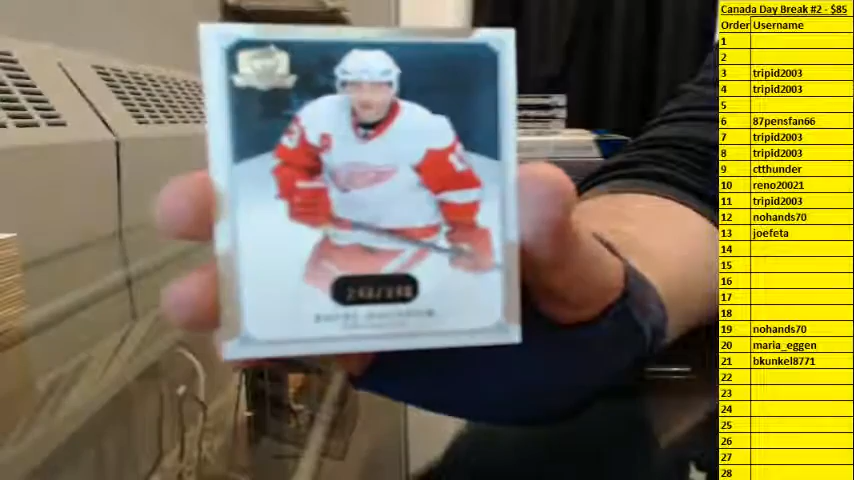 Canada Day Break #2 - $85
Order Username
1
2
3 tripid2003
4 tripid2003
5
6 87pensfan66
7 tripid2003
8 tripid2003
9 ctthunder
10 reno20021
11 tripid2003
12 nohands70
13 joefeta
14
15
16
17
18
19 nohands70
20 maria_eggen
21 bkunkel8771
22
23
24
25
26
27
28